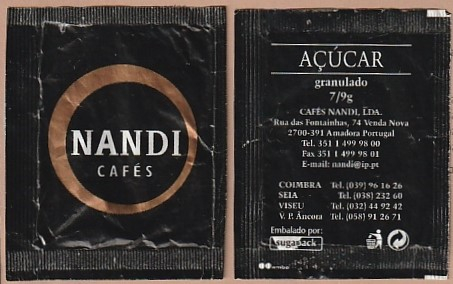 NANDI
CAFÉS
AÇÚCAR
granulado
7/9g
CAFÉS NANDI, LDA.
Rua das Fontainhas, 74 Venda Nova
2700-391 Amadora Portugal
Tel. 351 1 499 98 00
Fax 351 1 499 98 01
E-mail: nandi@ip.pt
COIMBRA Tel. (039) 96 16 26
SEIA Tel. (038) 232 60
VISEU Tel. (032) 44 92 42
V. P. Âncora Tel. (058) 91 26 71
Embalado por:
sugapack